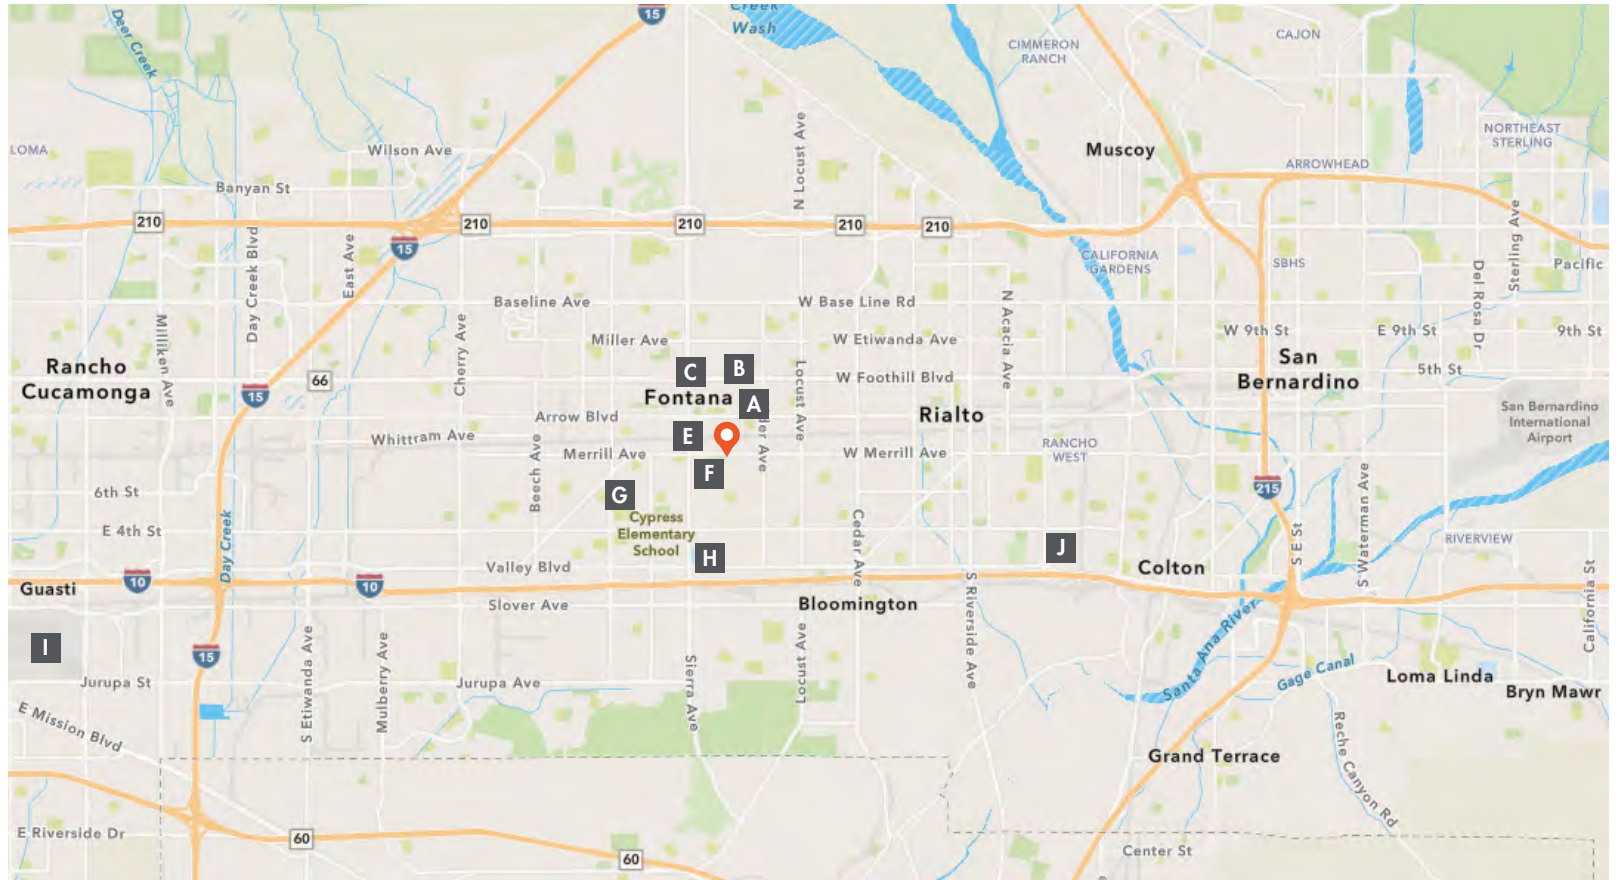 15
Creek
Wash
Deer Creek
CIMMERON
RANCH
CAJON
LOMA
Wilson Ave
N Locust Ave
Muscoy
NORTHEAST
STERLING
ARROWHEAD
Banyan St
210
210
210
210
210
15
Day Creek Blvd
East Ave
CALIFORNIA
GARDENS
SBHS
Sterling Ave
Pacific
Del Rosa Dr
Baseline Ave
W Base Line Rd
N Acacia Ave
Milliken Ave
Cherry Ave
Miller Ave
W Etiwanda Ave
W 9th St
E 9th St
9th St
Rancho
Cucamonga
66
15
C
B
Locust Ave
W Foothill Blvd
San
Bernardino
5th St
Fontana
A
Arrow Blvd
Rialto
San Bernardino
International
Airport
Whittram Ave
E
der Ave
Beech Ave
Merrill Ave
W Merrill Ave
RANCHO
WEST
F
6th St
G
215
S Waterman Ave
E 4th St
Day Creek
Cypress
Elementary
School
Cedar Ave
S E St
RIVERVIEW
H
J
Valley Blvd
Colton
Guasti
10
10
Slover Ave
Bloomington
S Riverside Ave
California St
I
15
S Etiwanda Ave
Mulberry Ave
Sierra Ave
Locust Ave
Santa Ana River
Gage Canal
Jurupa St
Jurupa Ave
Loma Linda
Bryn Mawr
E Mission Blvd
Reche Canyon Rd
Grand Terrace
E Riverside Dr
60
60
Center St